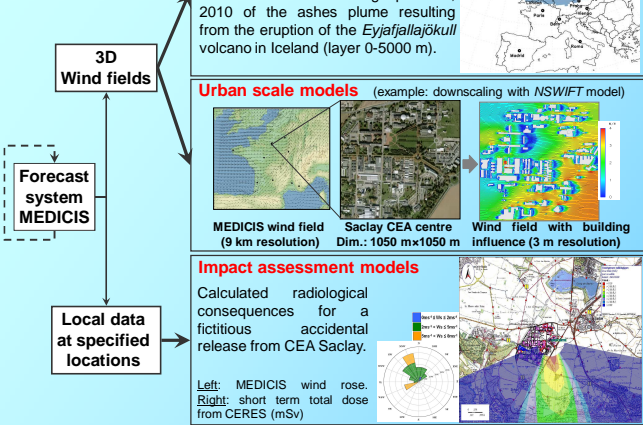 2010 of the ashes plume resulting
from the eruption of the Eyjafjallajökull
volcano in Iceland (layer 0-5000 m).
Paris
Madrid
Roma
3D
Wind fields
Urban scale models (example: downscaling with NSWIFT model)
MEDICIS wind field
(9 km resolution)
Saclay CEA centre
Dim.: 1050 m×1050 m
Wind field with building
influence (3 m resolution)
Forecast
system
MEDICIS
Impact assessment models
Calculated radiological
consequences for a
fictitious accidental
release from CEA Saclay.
Left: MEDICIS wind rose.
Right: short term total dose
from CERES (mSv)
Local data
at specified
locations